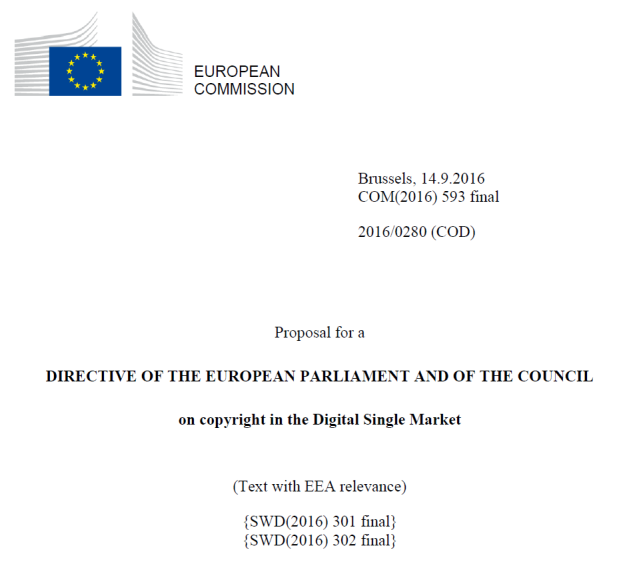 EUROPEAN
COMMISSION
Brussels, 14.9.2016
COM(2016) 593 final
2016/0280 (COD)
Proposal for a
DIRECTIVE OF THE EUROPEAN PARLIAMENT AND OF THE COUNCIL
on copyright in the Digital Single Market
(Text with EEA relevance)
{SWD(2016) 301 final}
{SWD(2016) 302 final}